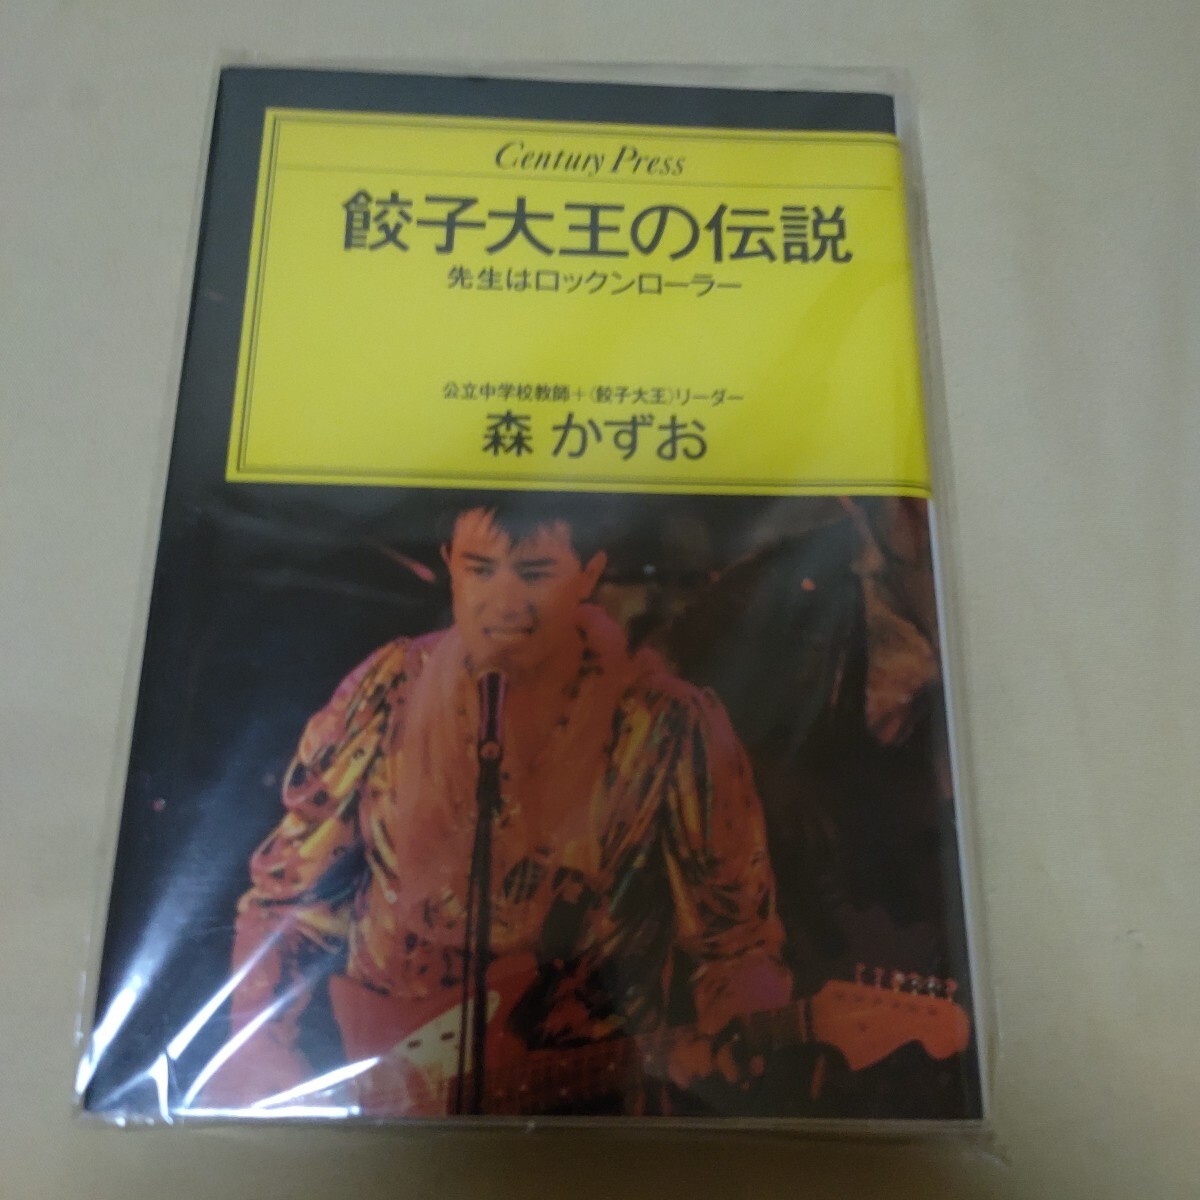 Century Press
餃子大王の伝説
先生はロックンローラー
公立中学校教師+〈餃子大王〉リーダー
森 かずお